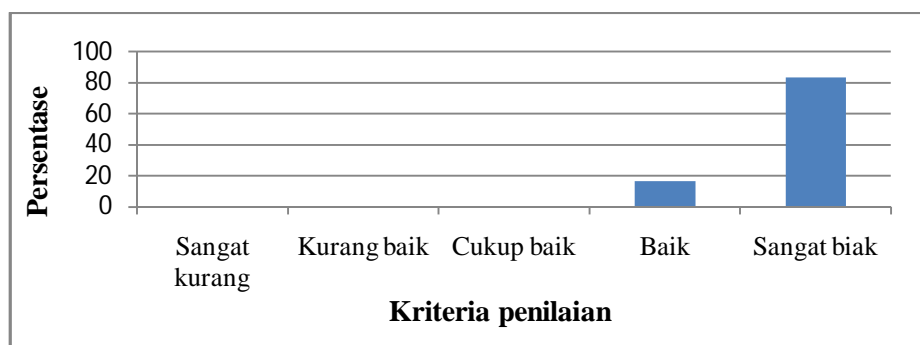 Persentase
100
80
60
40
20
0
Sangat
kurang
Kurang baik
Cukup baik
Baik
Sangat biak
Kriteria penilaian